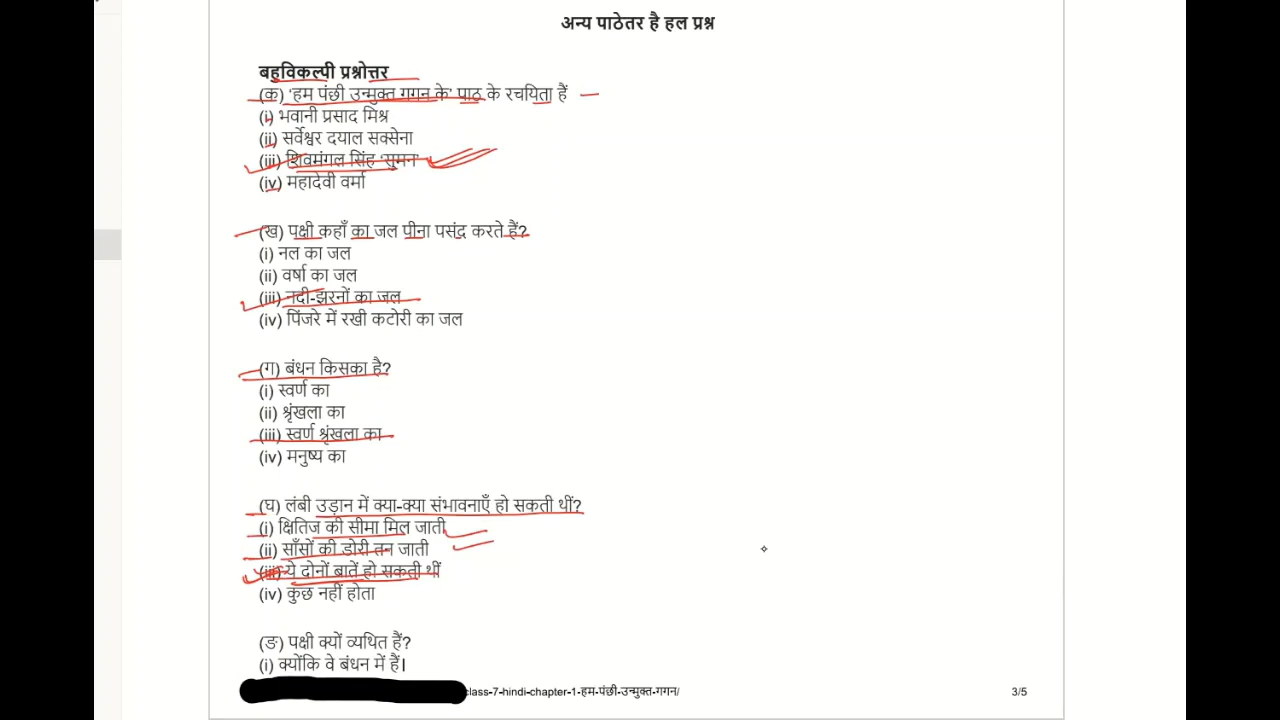 अन्य पाठेतर है हल प्रश्न
बहुविकल्पी प्रश्नोत्तर
(क) ‘हम पंछी उन्मुक्त गगन के’ पाठ के रचयिता हैं
(i) भवानी प्रसाद मिश्र
(ii) सर्वेश्वर दयाल सक्सेना
(iii) शिवमंगल सिंह ‘सुमन’
(iv) महादेवी वर्मा
(ख) पक्षी कहाँ का जल पीना पसंद करते हैं?
(i) नल का जल
(ii) वर्षा का जल
(iii) नदी-झरनों का जल
(iv) पिंजरे में रखी कटोरी का जल
(ग) बंधन किसका है?
(i) स्वर्ण का
(ii) श्रृंखला का
(iii) स्वर्ण श्रृंखला का
(iv) मनुष्य का
(घ) लंबी उड़ान में क्या-क्या संभावनाएँ हो सकती थीं?
(i) क्षितिज की सीमा मिल जाती
(ii) साँसों की डोरी तन जाती
(iii) ये दोनों बातें हो सकती थीं
(iv) कुछ नहीं होता
(ङ) पक्षी क्यों व्यथित हैं?
(i) क्योंकि वे बंधन में हैं।
class-7-hindi-chapter-1-हम-पंछी-उन्मुक्त-गगन/ 3/5